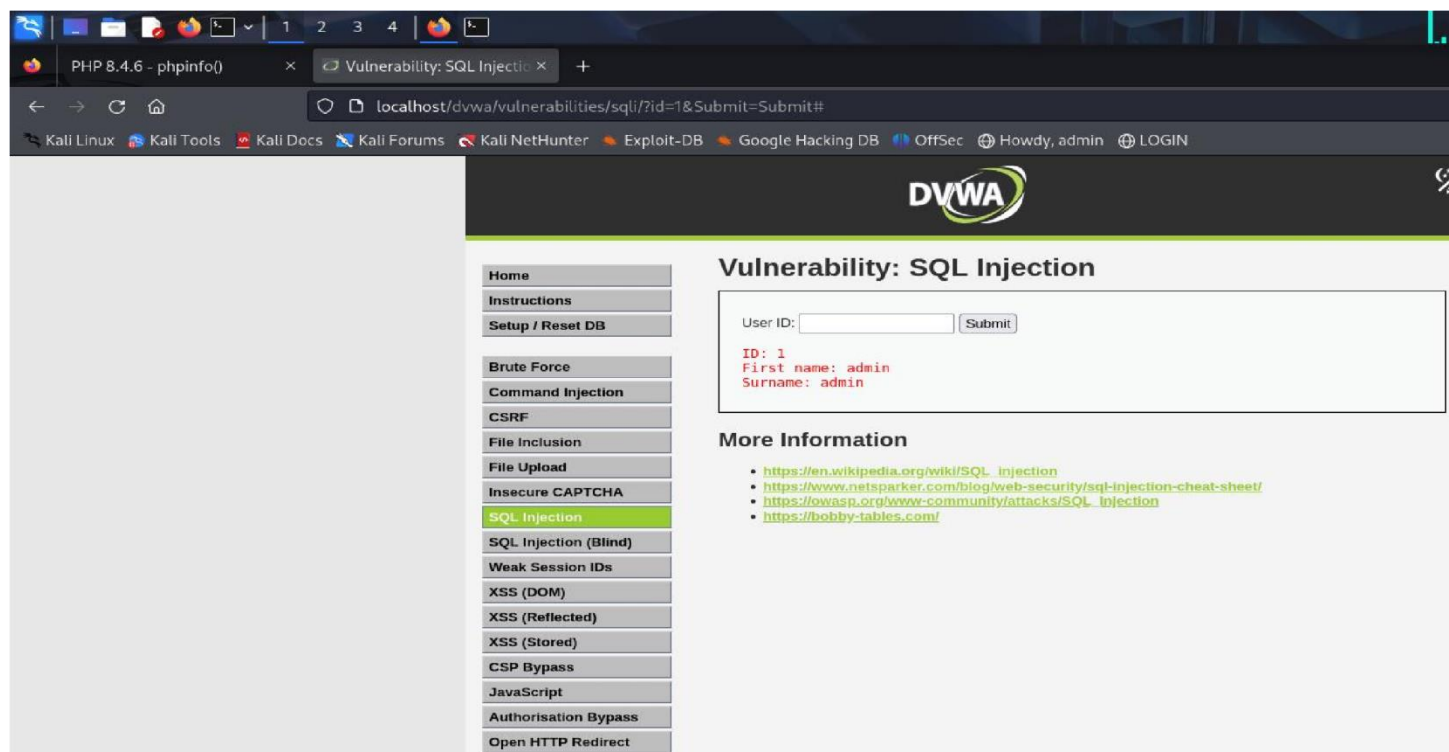 1 2 3 4
PHP 8.4.6 - phpinfo() × Vulnerability: SQL Injectio × +
localhost/dvwa/vulnerabilities/sqli/?id=1&Submit=Submit#
Kali Linux Kali Tools Kali Docs Kali Forums Kali NetHunter Exploit-DB Google Hacking DB OffSec Howdy, admin LOGIN
DVWA
Home
Instructions
Setup / Reset DB
Brute Force
Command Injection
CSRF
File Inclusion
File Upload
Insecure CAPTCHA
SQL Injection
SQL Injection (Blind)
Weak Session IDs
XSS (DOM)
XSS (Reflected)
XSS (Stored)
CSP Bypass
JavaScript
Authorisation Bypass
Open HTTP Redirect
Vulnerability: SQL Injection
User ID: Submit
ID: 1
First name: admin
Surname: admin
More Information
• https://en.wikipedia.org/wiki/SQL_injection
• https://www.netsparker.com/blog/web-security/sql-injection-cheat-sheet/
• https://owasp.org/www-community/attacks/SQL_Injection
• https://bobby-tables.com/